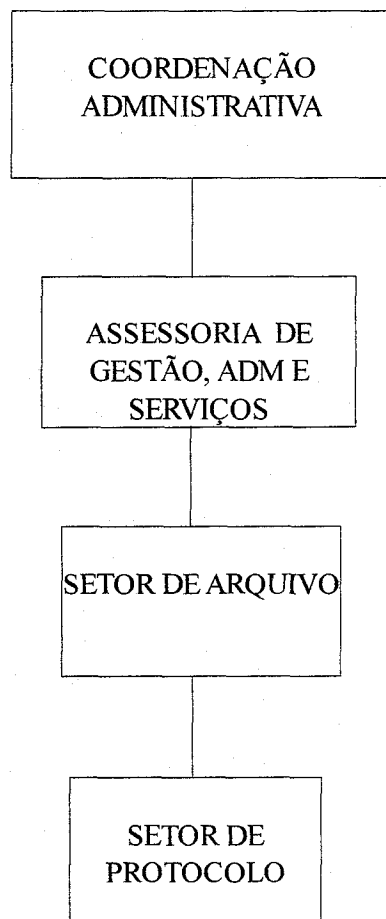 COORDENAÇÃO
ADMINISTRATIVA
ASSESSORIA DE
GESTÃO, ADM E
SERVIÇOS
SETOR DE ARQUIVO
SETOR DE
PROTOCOLO